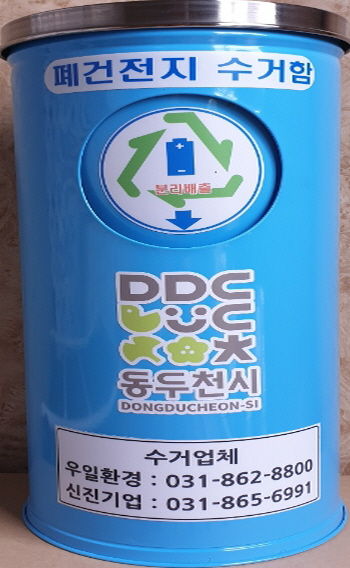 폐건전지 수거함
분리배출
DDC
동두천시
DONGDUCHEON-SI
수거업체
우일환경 : 031-862-8800
신진기업 : 031-865-6991